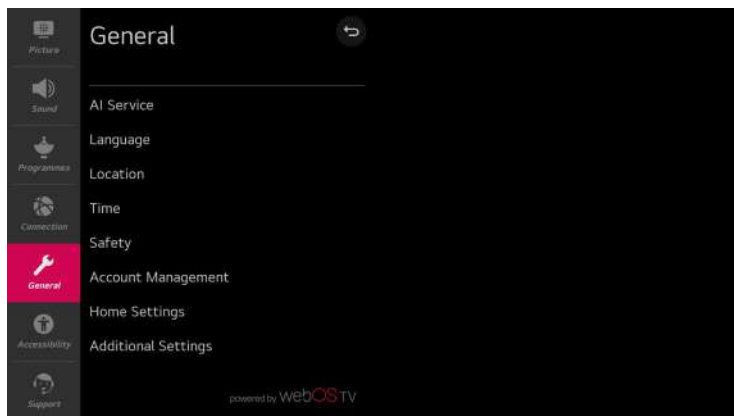 Picture
Sound
Programmes
Connection
General
Accessibility
Support
General
AI Service
Language
Location
Time
Safety
Account Management
Home Settings
Additional Settings
powered by webOS TV